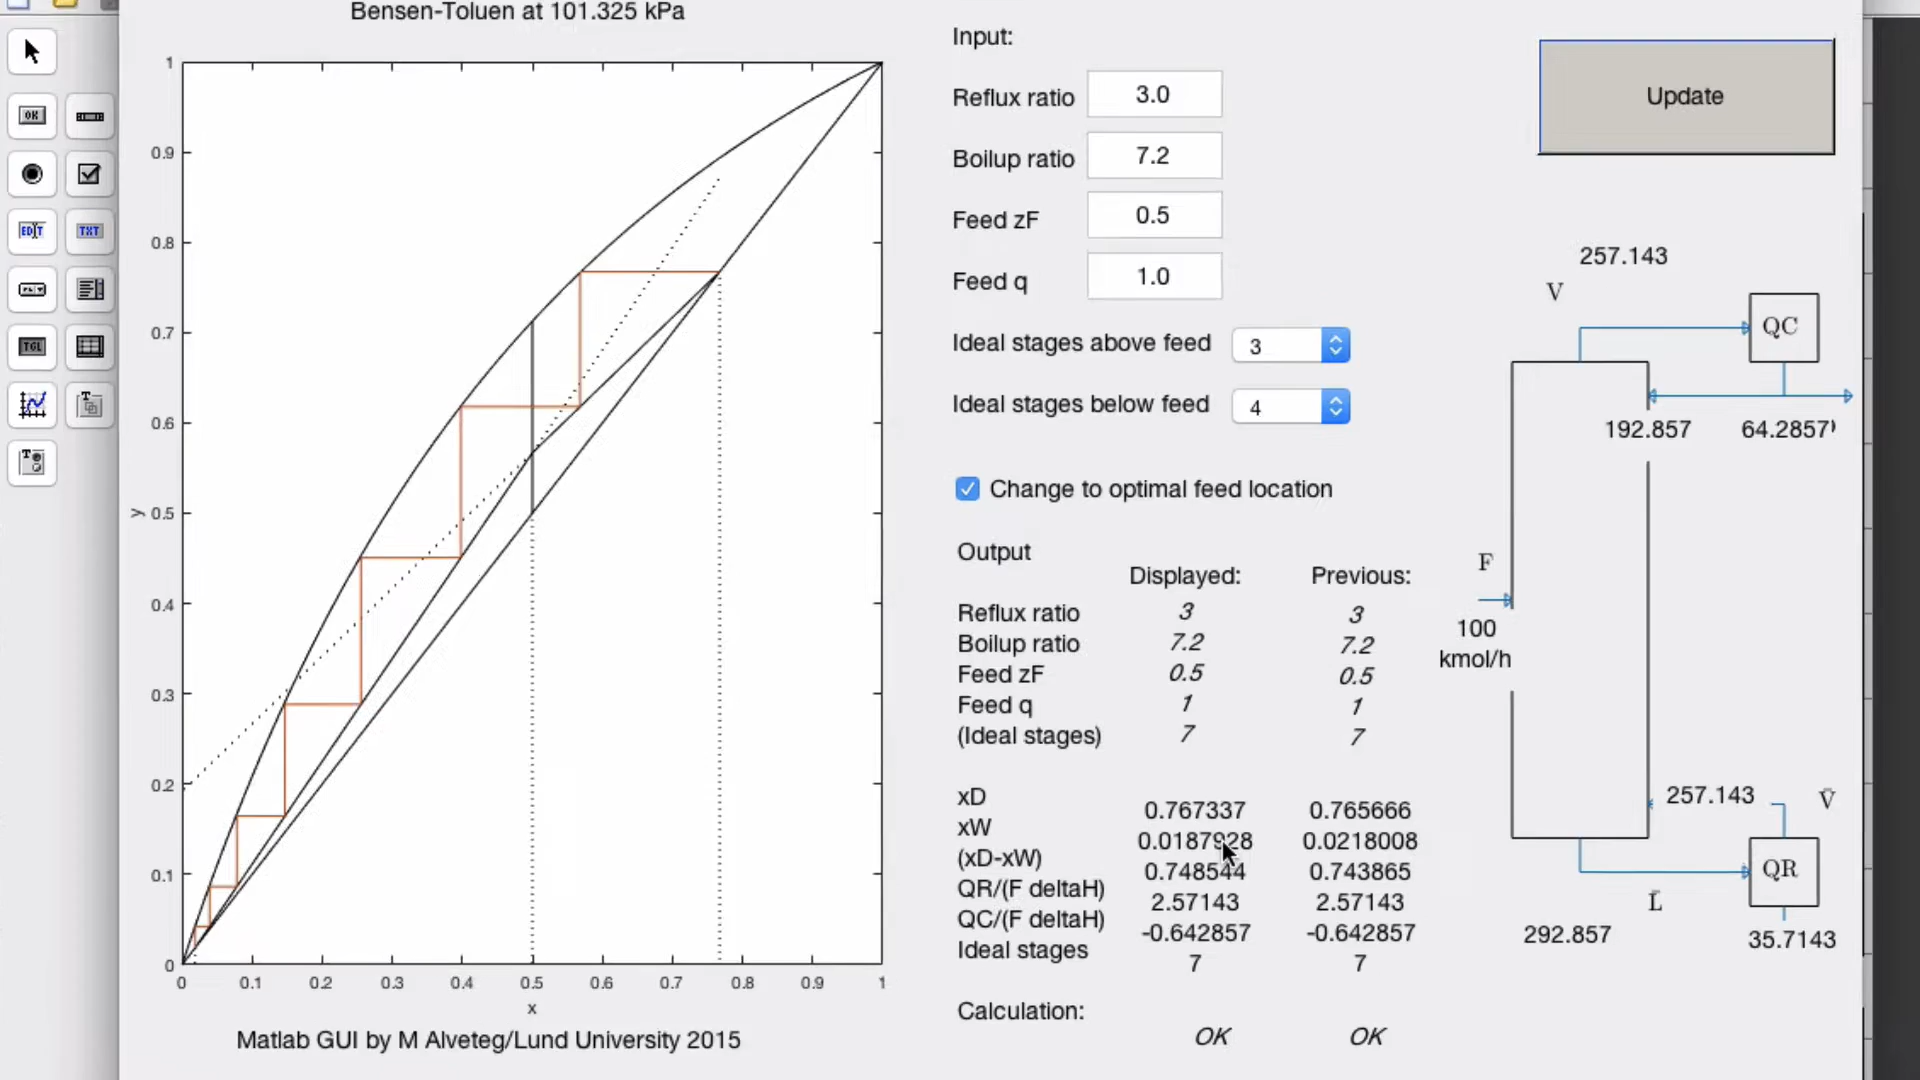 Bensen-Toluen at 101.325 kPa
1
0.9
0.8
0.7
0.6
y 0.5
0.4
0.3
0.2
0.1
0
0 0.1 0.2 0.3 0.4 0.5 0.6 0.7 0.8 0.9 1
x
Matlab GUI by M Alveteg/Lund University 2015
OK
EDIT
TXT
TGL
T
T
Input:
Reflux ratio 3.0
Boilup ratio 7.2
Feed zF 0.5
Feed q 1.0
Ideal stages above feed 3
Ideal stages below feed 4
Change to optimal feed location
Output
Displayed: Previous:
Reflux ratio 3 3
Boilup ratio 7.2 7.2
Feed zF 0.5 0.5
Feed q 1 1
(Ideal stages) 7 7
xD 0.767337 0.765666
xW 0.0187928 0.0218008
(xD-xW) 0.748544 0.743865
QR/(F deltaH) 2.57143 2.57143
QC/(F deltaH) -0.642857 -0.642857
Ideal stages 7 7
Calculation: OK OK
Update
257.143
V
QC
192.857 64.2857
F
100
kmol/h
257.143 V̄
QR
L̄
292.857 35.7143